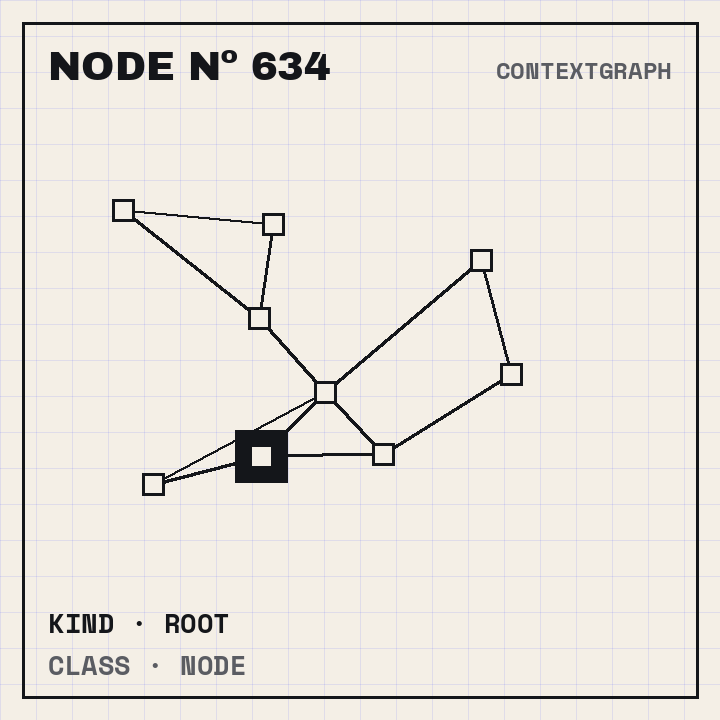 NODE Nº 634
CONTEXTGRAPH
KIND · ROOT
CLASS · NODE